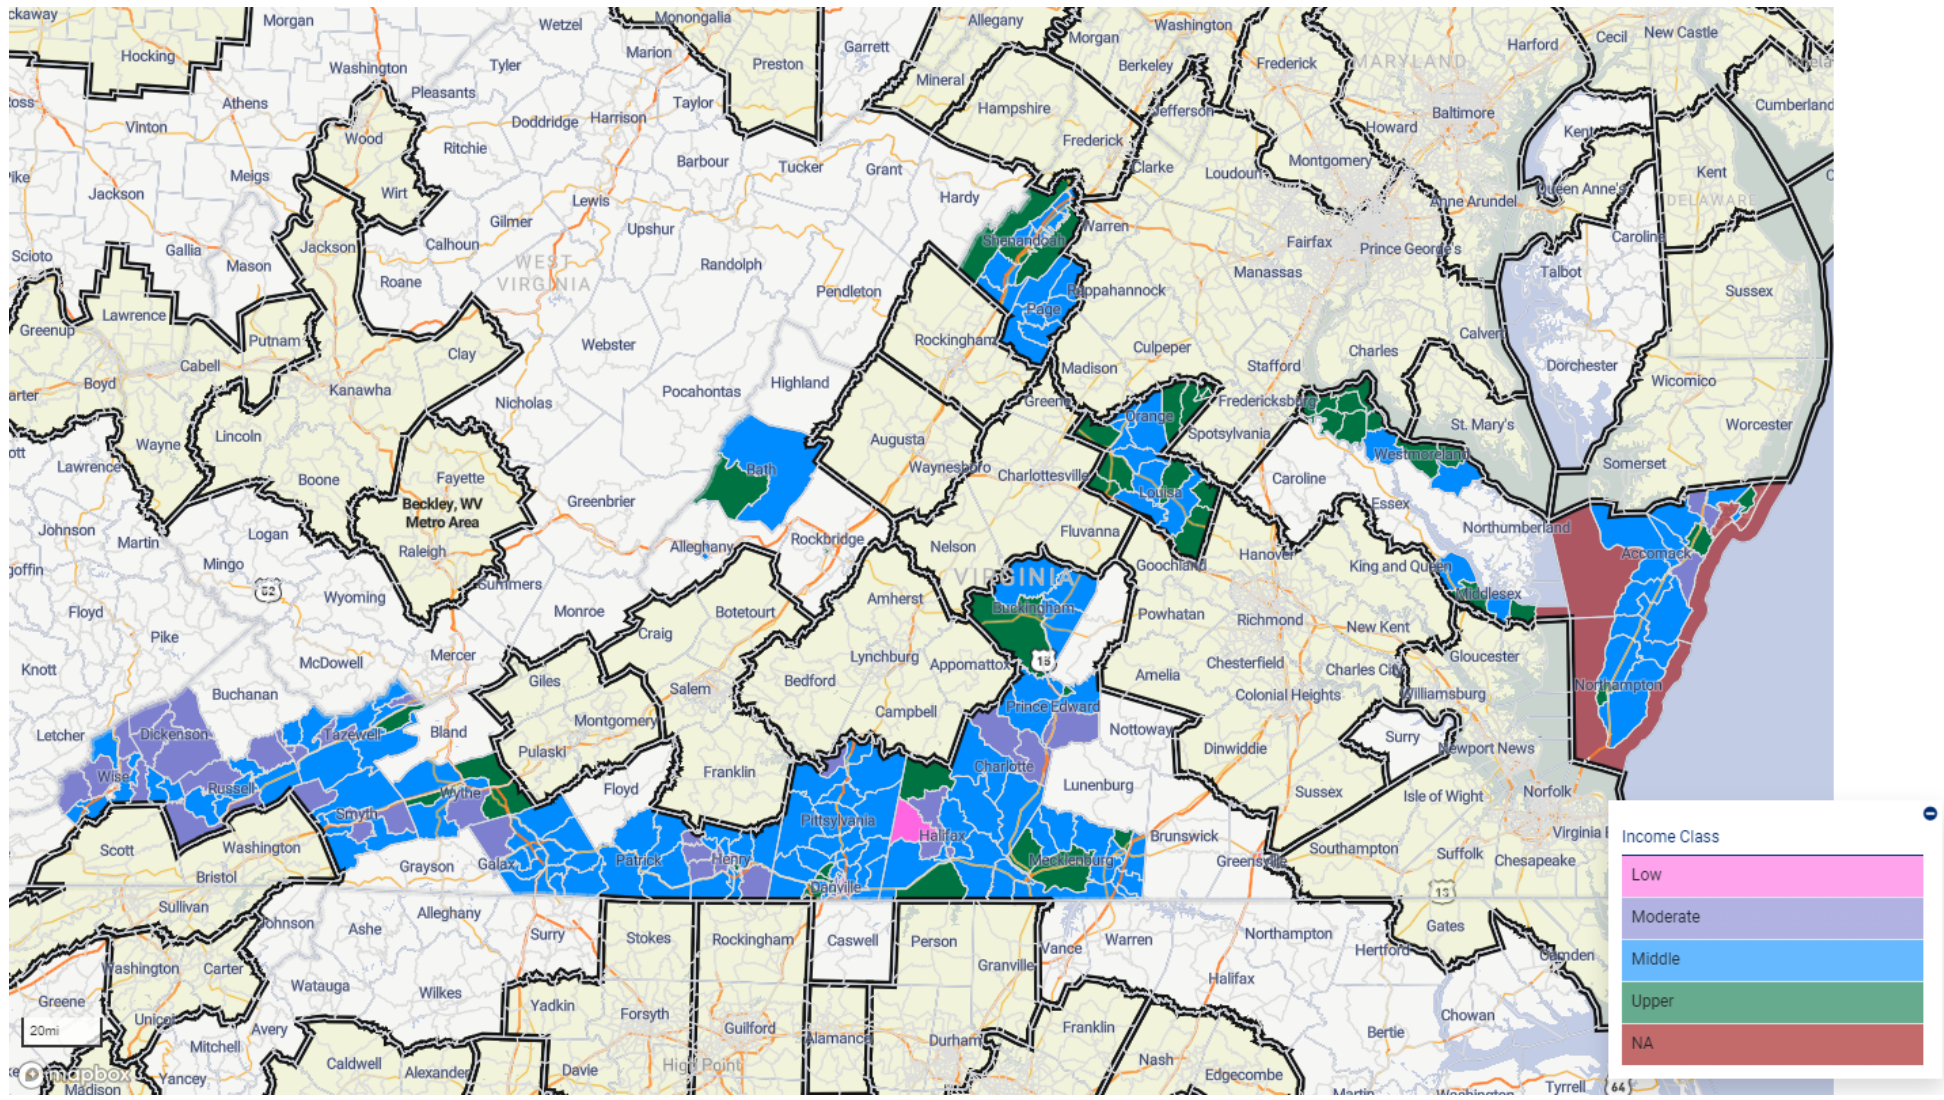 ckaway
Morgan
Wetzel
Monongalia
Allegany
Morgan
Washington
Harford
Cecil
New Castle
Hocking
Washington
Tyler
Marion
Garrett
Preston
Mineral
Berkeley
Frederick
MARYLAND
Pleasants
Athens
Taylor
Hampshire
Jefferson
Baltimore
Cumberland
Vinton
Wood
Doddridge
Harrison
Frederick
Howard
Kent
Ritchie
Barbour
Tucker
Grant
Clarke
Loudoun
Montgomery
Kent
Meigs
Jackson
Wirt
Lewis
Hardy
Anne Arundel
Queen Anne's
DELAWARE
Gilmer
Upshur
Warren
Fairfax
Prince George's
Caroline
Gallia
Jackson
Calhoun
Shenandoah
Scioto
Mason
Roane
WEST
VIRGINIA
Randolph
Pendleton
Manassas
Talbot
Sussex
Rappahannock
Lawrence
Greenup
Putnam
Webster
Page
Rockingham
Culpeper
Calvert
Clay
Charles
Cabell
Boyd
Kanawha
Pocahontas
Highland
Madison
Stafford
Dorchester
Wicomico
arter
Nicholas
Greene
Orange
Fredericksburg
Wayne
Lincoln
Augusta
Spotsylvania
St. Mary's
Worcester
Lawrence
Boone
Fayette
Beckley, WV
Metro Area
Bath
Waynesboro
Charlottesville
Westmoreland
Somerset
Greenbrier
Louisa
Caroline
Essex
Johnson
Martin
Logan
Raleigh
Alleghany
Rockbridge
Nelson
Fluvanna
Hanover
Northumberland
Accomack
Mingo
52
Summers
Goochland
King and Queen
VIRGINIA
Floyd
Wyoming
Monroe
Botetourt
Amherst
Buckingham
Powhatan
Richmond
Middlesex
Pike
Craig
New Kent
Knott
McDowell
Mercer
Lynchburg
Appomattox
15
Chesterfield
Charles City
Gloucester
Buchanan
Giles
Salem
Bedford
Amelia
Colonial Heights
Williamsburg
Northampton
Letcher
Dickenson
Tazewell
Bland
Montgomery
Campbell
Prince Edward
Nottoway
Dinwiddie
Surry
Newport News
Pulaski
Wise
Russell
Wythe
Floyd
Franklin
Charlotte
Lunenburg
Sussex
Isle of Wight
Norfolk
Smyth
Pittsylvania
Halifax
Brunswick
Virginia B
Scott
Washington
Grayson
Galax
Patrick
Henry
Mecklenburg
Greensville
Southampton
Suffolk
Chesapeake
Bristol
Danville
13
Sullivan
Johnson
Ashe
Alleghany
Surry
Stokes
Rockingham
Caswell
Person
Vance
Warren
Northampton
Hertford
Gates
Camden
Washington
Carter
Granville
Halifax
Greene
Watauga
Wilkes
Yadkin
Forsyth
Guilford
Alamance
Durham
Franklin
Bertie
Chowan
Unicoi
Avery
Mitchell
Caldwell
Alexander
Davie
High Point
Nash
Edgecombe
Madison
Yancey
Martin
Washington
Tyrrell
64
20mi
mapbox
Income Class
Low
Moderate
Middle
Upper
NA